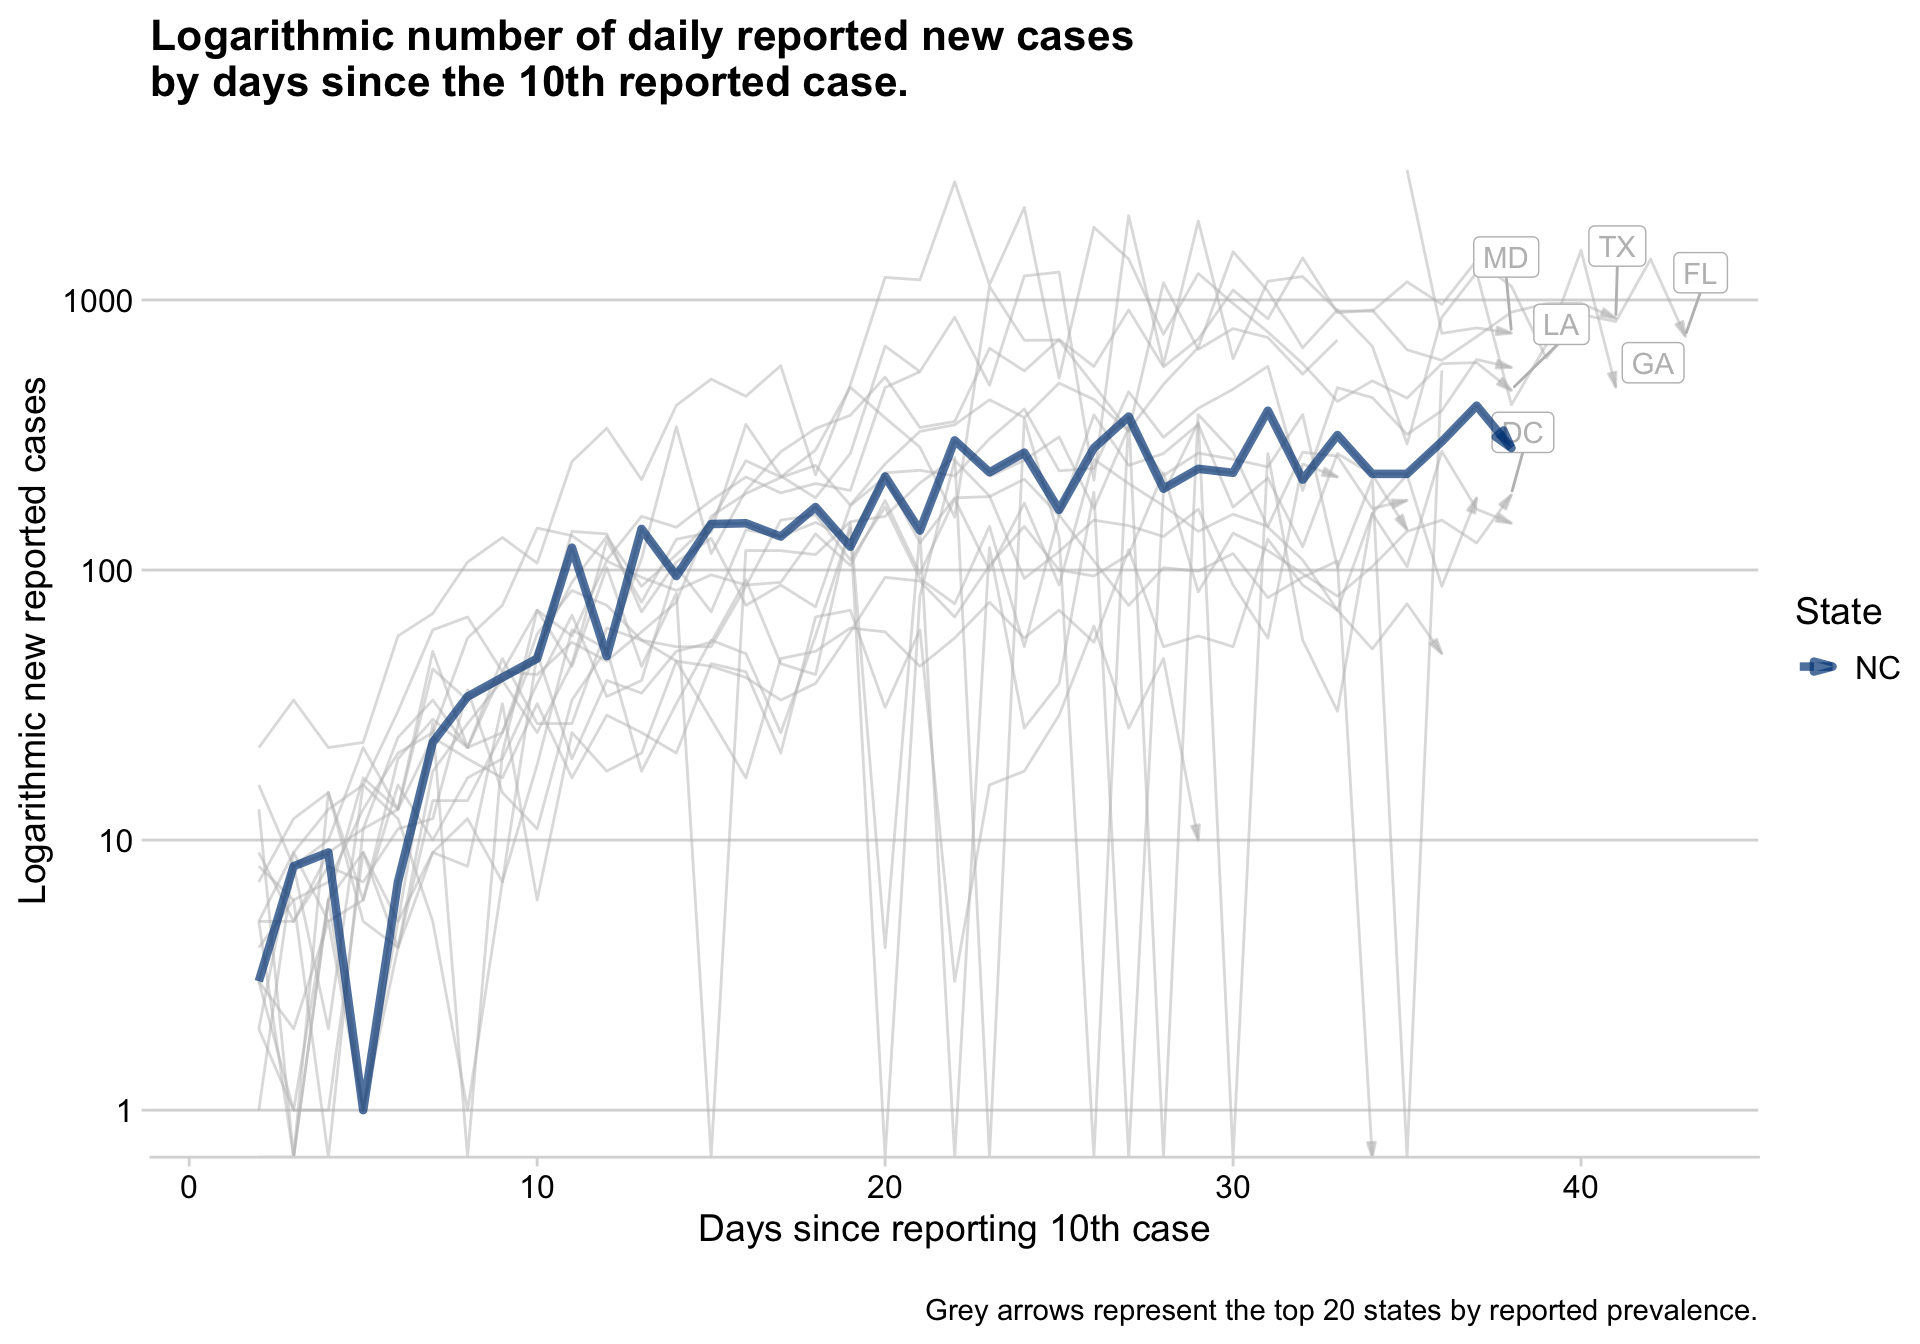 Logarithmic number of daily reported new cases
by days since the 10th reported case.
Logarithmic new reported cases
1000
100
10
1
MD
TX
FL
LA
GA
DC
State
NC
0
10
20
30
40
Days since reporting 10th case
Grey arrows represent the top 20 states by reported prevalence.